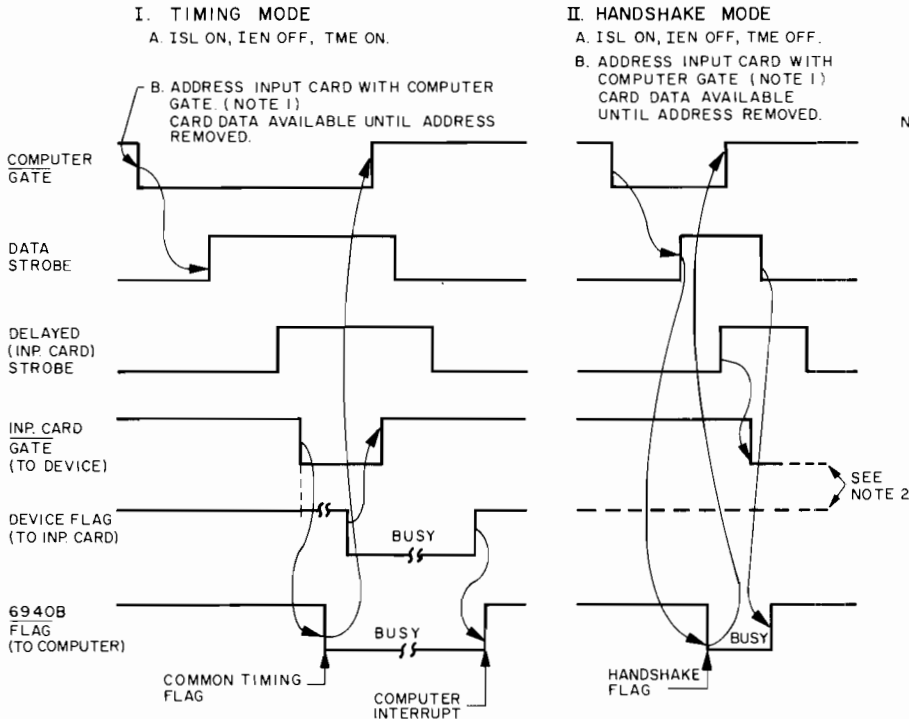 I. TIMING MODE
A. ISL ON, IEN OFF, TME ON.
B. ADDRESS INPUT CARD WITH COMPUTER
GATE. (NOTE 1)
CARD DATA AVAILABLE UNTIL ADDRESS
REMOVED.
II. HANDSHAKE MODE
A. ISL ON, IEN OFF, TME OFF.
B. ADDRESS INPUT CARD WITH
COMPUTER GATE (NOTE 1)
CARD DATA AVAILABLE
UNTIL ADDRESS REMOVED.
N
COMPUTER
GATE
DATA
STROBE
DELAYED
(INP. CARD)
STROBE
INP. CARD
GATE
(TO DEVICE)
SEE
NOTE 2
DEVICE FLAG
(TO INP. CARD)
BUSY
6940B
FLAG
(TO COMPUTER)
BUSY
BUSY
COMMON TIMING
FLAG
COMPUTER
INTERRUPT
HANDSHAKE
FLAG